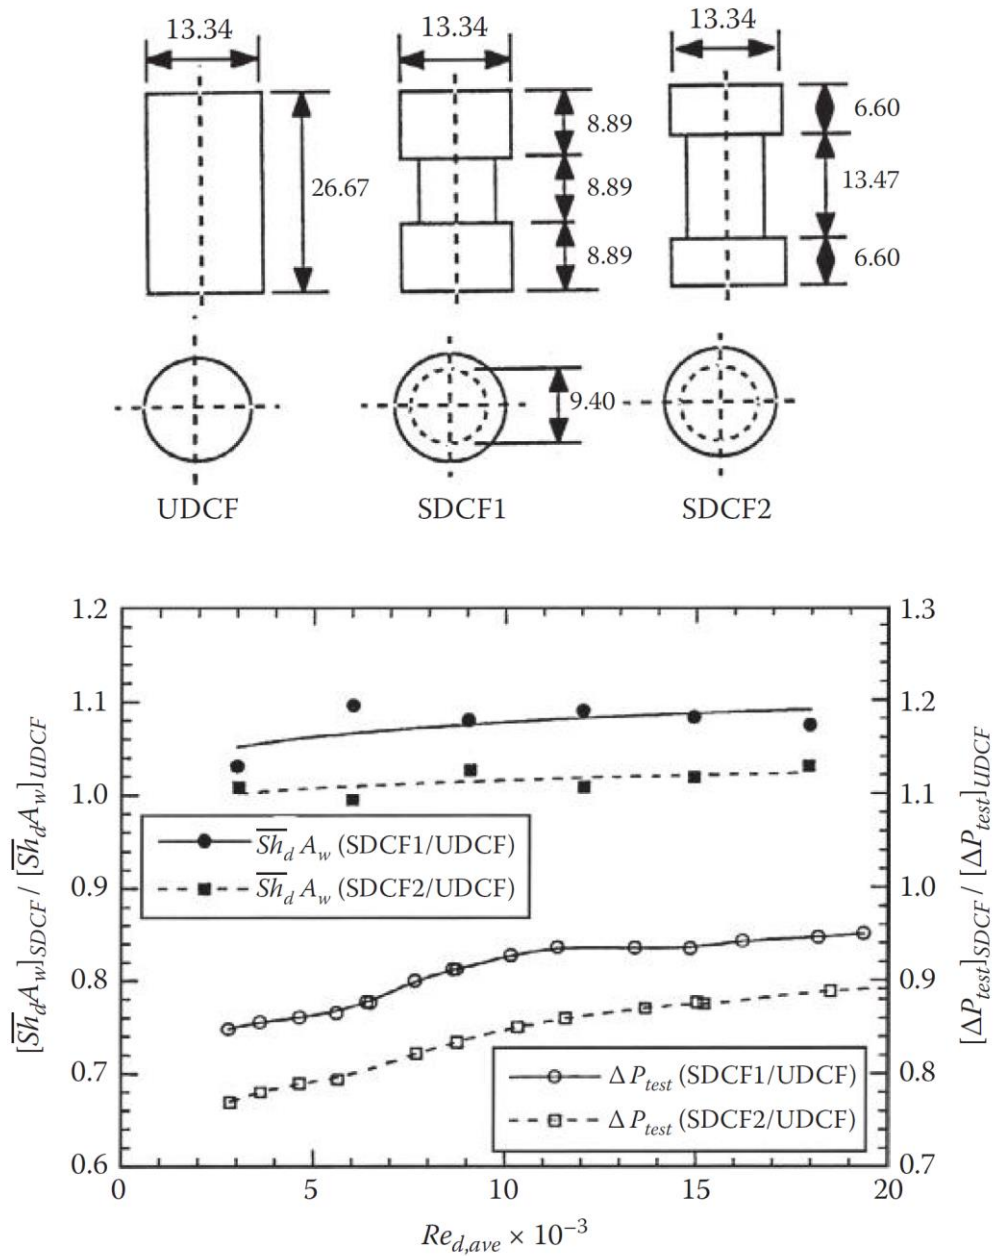 13.34
13.34
13.34
26.67
8.89
8.89
8.89
6.60
13.47
6.60
9.40
UDCF
SDCF1
SDCF2
1.2
1.1
1.0
0.9
0.8
0.7
0.6
[S̅h̅_d A_w]_SDCF / [S̅h̅_d A_w]_UDCF
1.3
1.2
1.1
1.0
0.9
0.8
0.7
[ΔP_test]_SDCF / [ΔP_test]_UDCF
S̅h̅_d A_w (SDCF1/UDCF)
S̅h̅_d A_w (SDCF2/UDCF)
ΔP_test (SDCF1/UDCF)
ΔP_test (SDCF2/UDCF)
0 5 10 15 20
Re_d,ave × 10⁻³